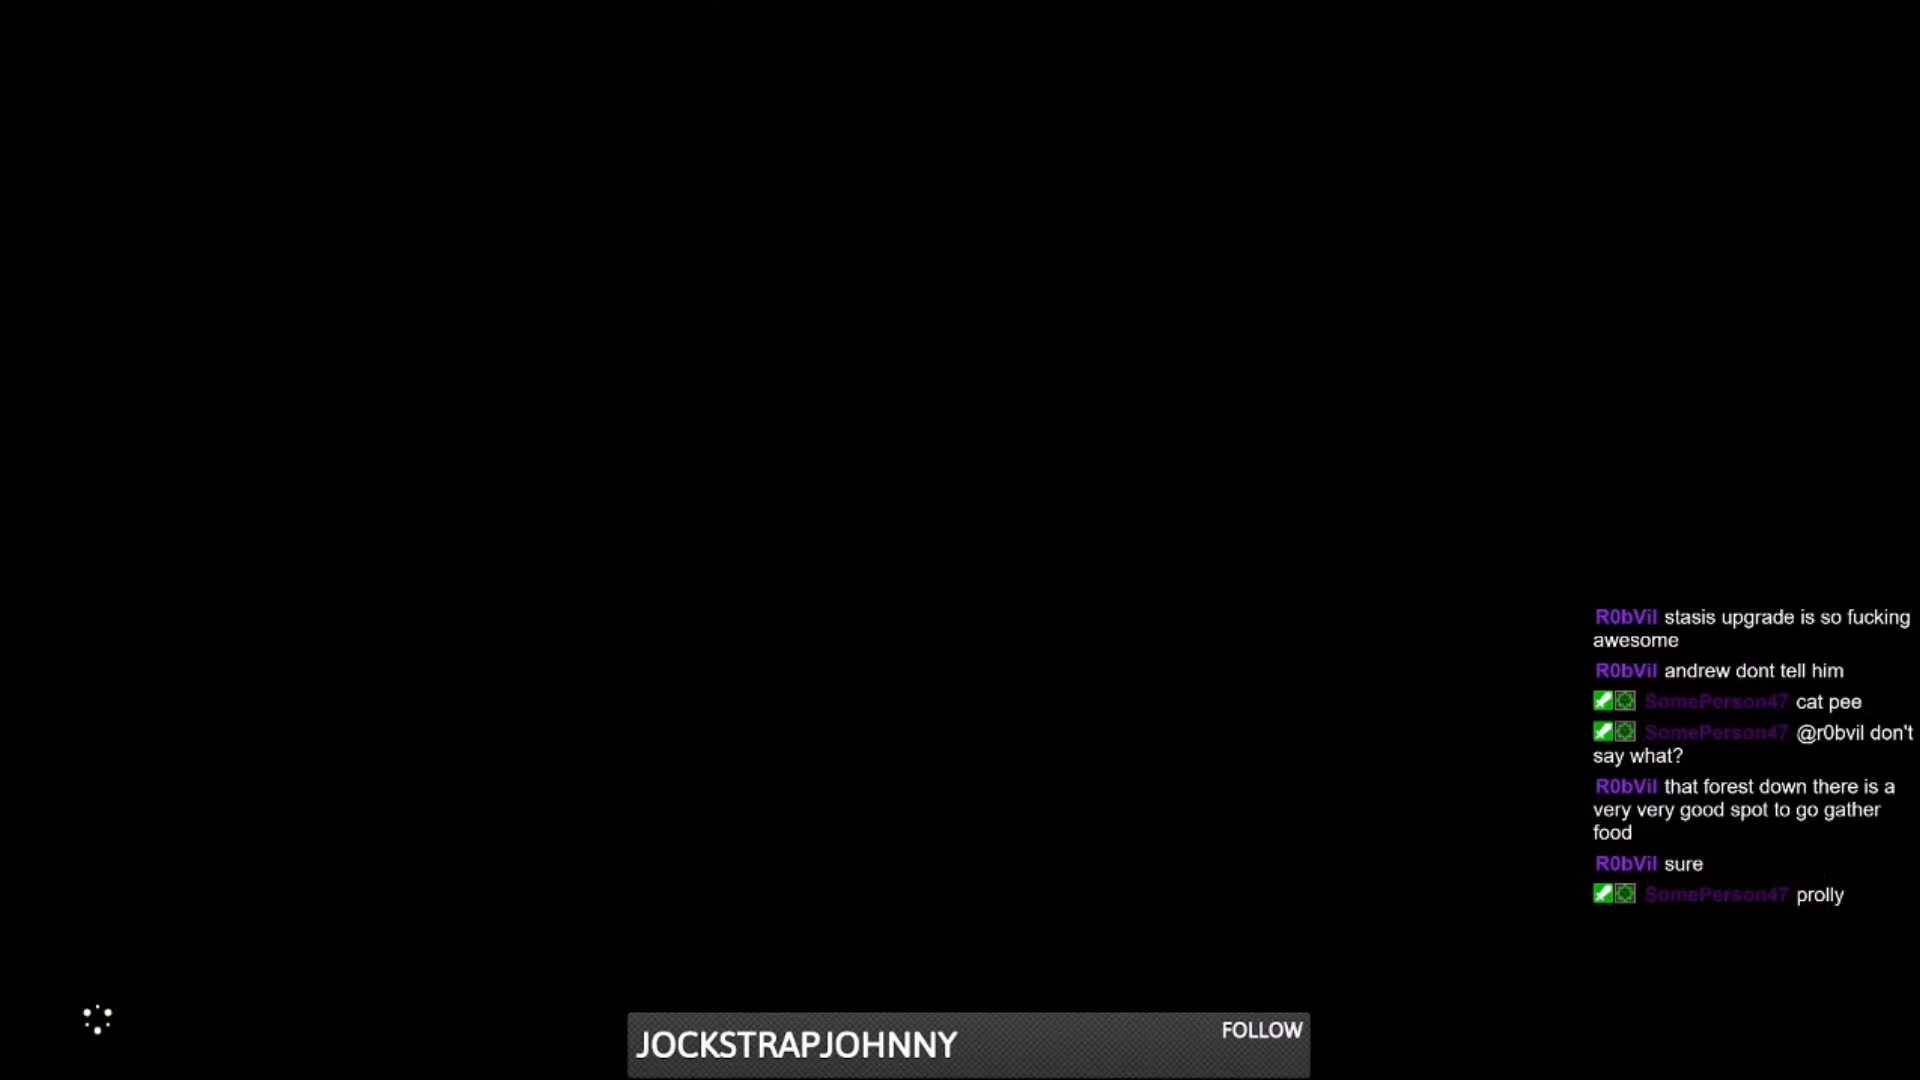 R0bVil stasis upgrade is so fucking
awesome
R0bVil andrew dont tell him
SomePerson47 cat pee
SomePerson47 @r0bvil don't
say what?
R0bVil that forest down there is a
very very good spot to go gather
food
R0bVil sure
SomePerson47 prolly
JOCKSTRAPJOHNNY
FOLLOW